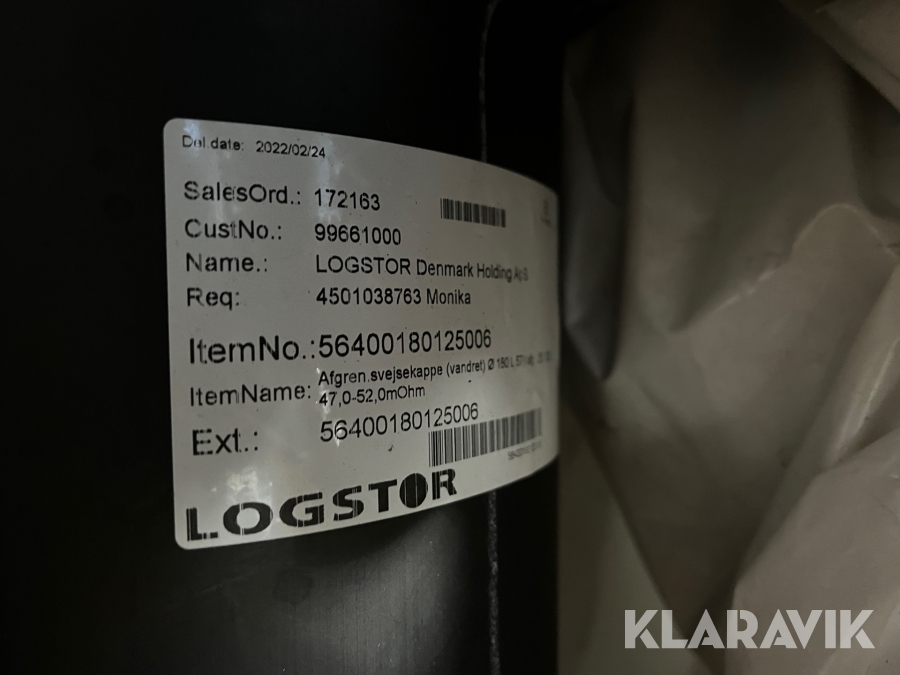 Del.date: 2022/02/24
SalesOrd.: 172163
CustNo.: 99661000
Name.: LOGSTOR Denmark Holding ApS
Req: 4501038763 Monika
ItemNo.: 56400180125006
ItemName: Afgren.svejsekappe (vandret) Ø 180 L
47,0-52,0mOhm
Ext.: 56400180125006
LOGSTOR
KLARAVIK